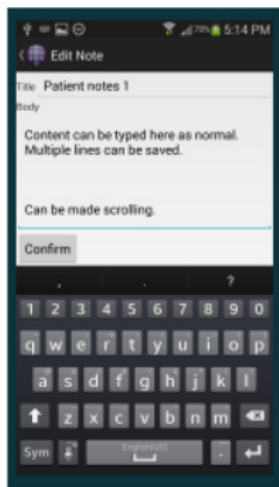 70% 5:14 PM
Edit Note
Title Patient notes 1
Body
Content can be typed here as normal.
Multiple lines can be saved.
Can be made scrolling.
Confirm
, . ?
1 2 3 4 5 6 7 8 9 0
q w e r t y u i o p
a s d f g h j k l
z x c v b n m
Sym .